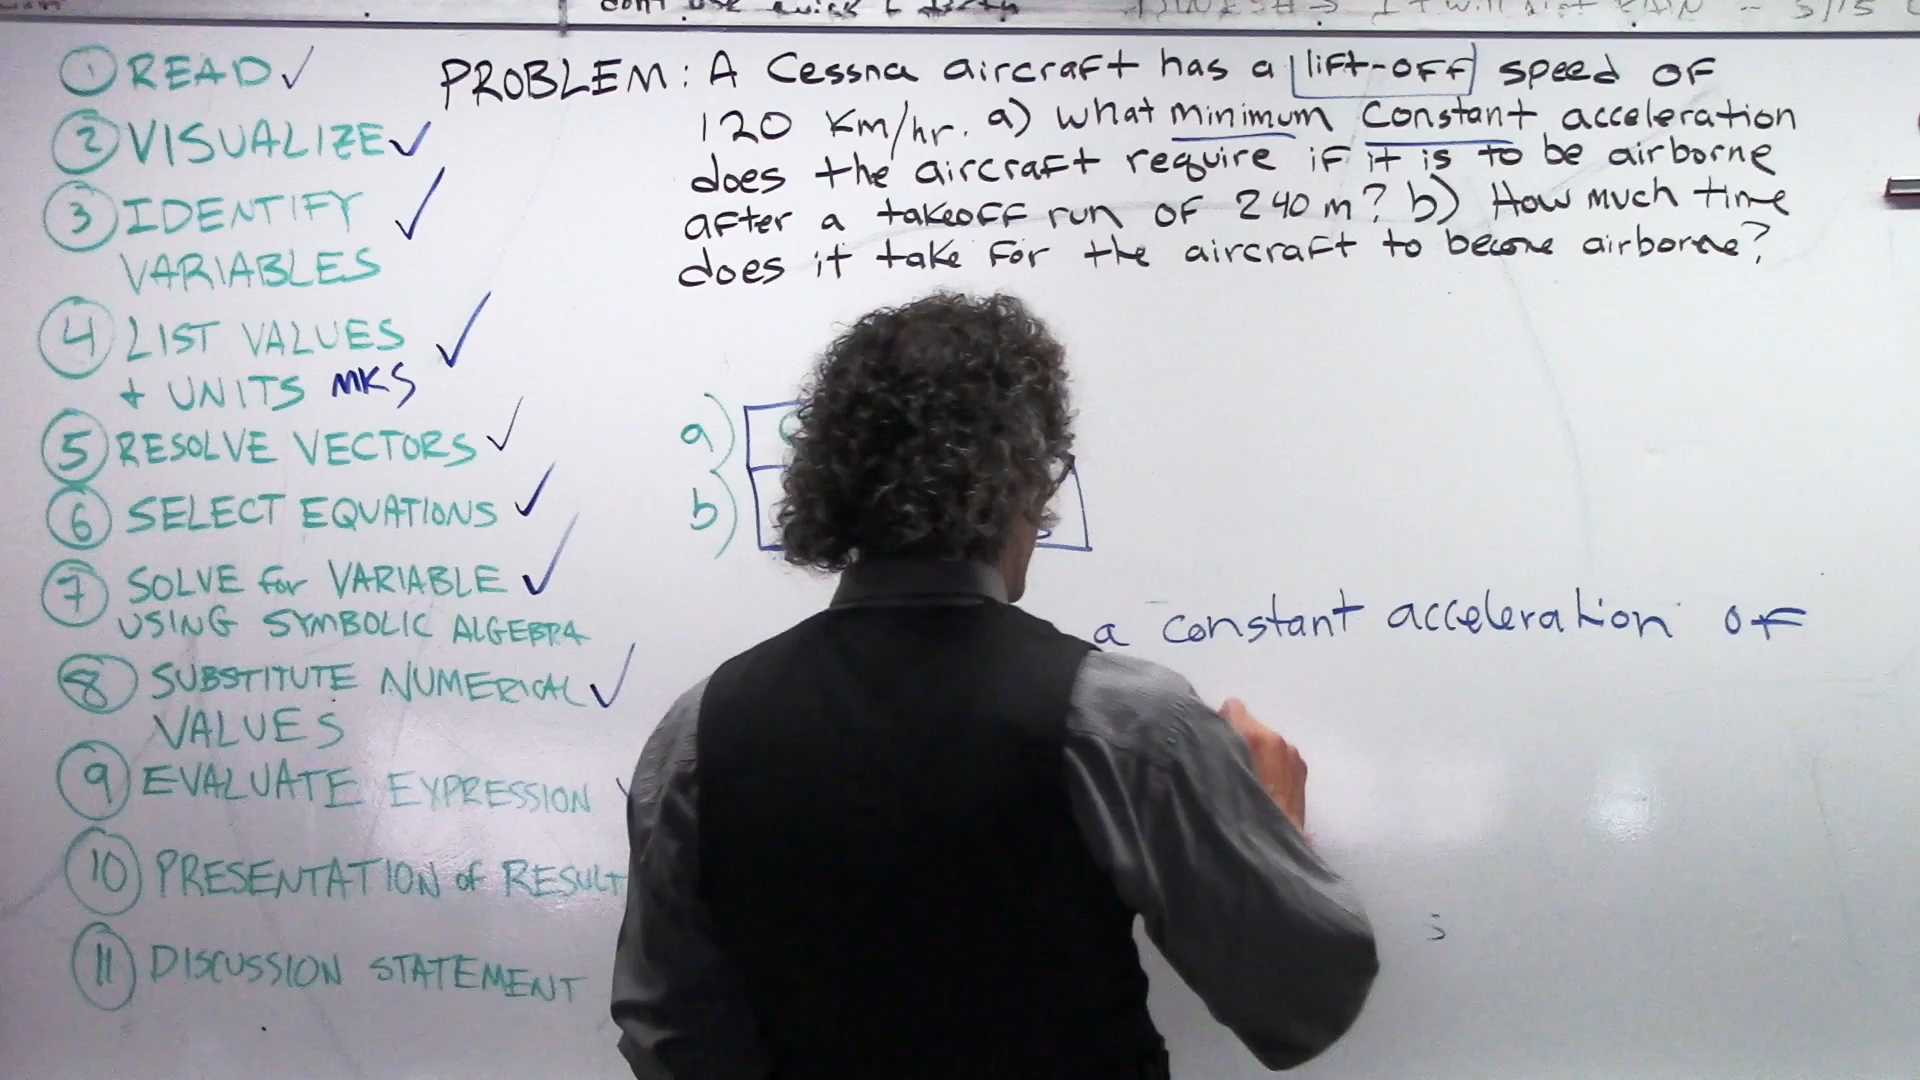 don't use quick & dirty
① READ ✓
② VISUALIZE ✓
③ IDENTIFY ✓
VARIABLES
④ LIST VALUES ✓
+ UNITS MKS
⑤ RESOLVE VECTORS ✓
⑥ SELECT EQUATIONS ✓
⑦ SOLVE for VARIABLE ✓
USING SYMBOLIC ALGEBRA
⑧ SUBSTITUTE NUMERICAL ✓
VALUES
⑨ EVALUATE EXPRESSION
⑩ PRESENTATION of RESULT
⑪ DISCUSSION STATEMENT
PROBLEM: A Cessna aircraft has a lift-off speed of
120 km/hr. a) what minimum constant acceleration
does the aircraft require if it is to be airborne
after a takeoff run of 240 m? b) How much time
does it take for the aircraft to become airborne?
a)
b)
a constant acceleration of